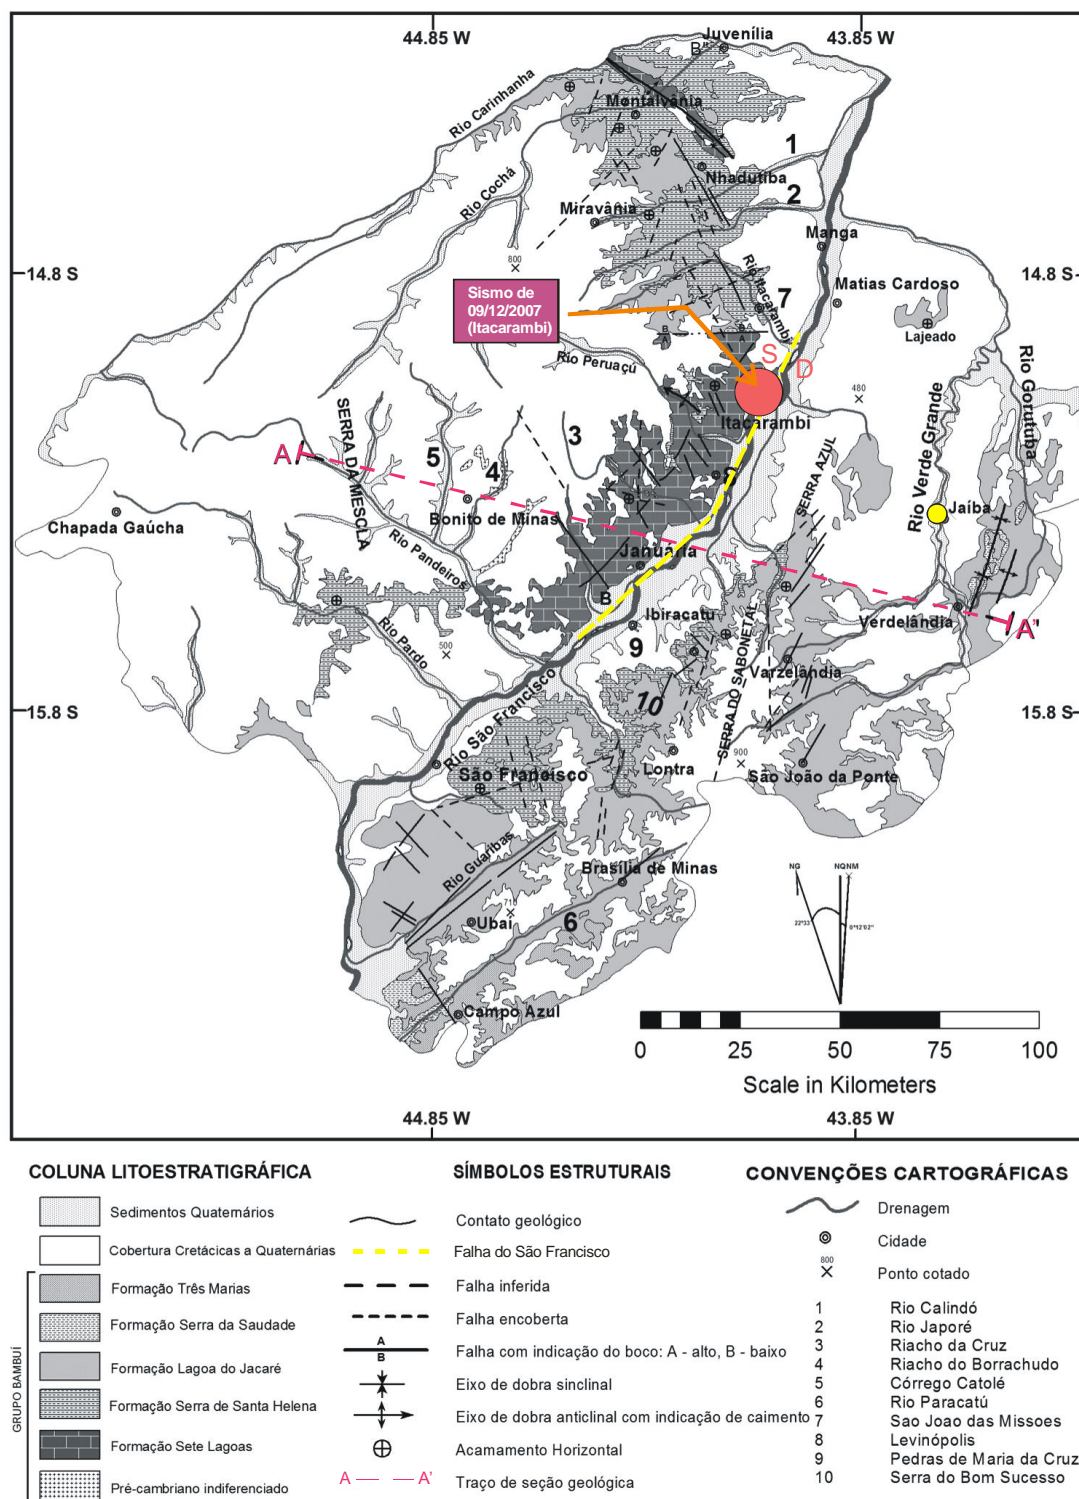 44.85 W
43.85 W
Juvenília
B"
Rio Carinhanha
Montalvânia
1
Rio Cochá
Nhadutiba
2
Miravânia
Manga
14.8 S
800
14.8 S
Rio Itacarambi
Matias Cardoso
Sismo de
09/12/2007
(Itacarambi)
7
Lajeado
B
A
S
D
Rio Peruaçú
Rio Gorutuba
480
Itacarambi
SERRA DA MESCLA
3
5
4
A
8
SERRA AZUL
Rio Verde Grande
Jaíba
Bonito de Minas
Chapada Gaúcha
Rio Pandeiros
Januária
B
Ibiracatu
Verdelândia
A'
Rio Pardo
500
9
SERRA DO SABONETAL
Varzelândia
10
15.8 S
15.8 S
Rio São Francisco
900
Lontra
São Francisco
São João da Ponte
Rio Guaribas
Brasília de Minas
NG
NQ
NM
710
Ubaí
6
22°33'
0°12'02"
Campo Azul
0
25
50
75
100
Scale in Kilometers
44.85 W
43.85 W
COLUNA LITOESTRATIGRÁFICA
Sedimentos Quaternários
Cobertura Cretácicas a Quaternárias
GRUPO BAMBUÍ
Formação Três Marias
Formação Serra da Saudade
Formação Lagoa do Jacaré
Formação Serra de Santa Helena
Formação Sete Lagoas
Pré-cambriano indiferenciado
SÍMBOLOS ESTRUTURAIS
Contato geológico
Falha do São Francisco
Falha inferida
Falha encoberta
A
B
Falha com indicação do boco: A - alto, B - baixo
Eixo de dobra sinclinal
Eixo de dobra anticlinal com indicação de caimento
Acamamento Horizontal
A A' Traço de seção geológica
CONVENÇÕES CARTOGRÁFICAS
Drenagem
Cidade
800
Ponto cotado
1 Rio Calindó
2 Rio Japoré
3 Riacho da Cruz
4 Riacho do Borrachudo
5 Córrego Catolé
6 Rio Paracatú
7 Sao Joao das Missoes
8 Levinópolis
9 Pedras de Maria da Cruz
10 Serra do Bom Sucesso